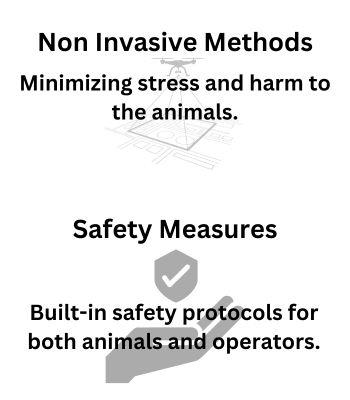 Non Invasive Methods
Minimizing stress and harm to
the animals.
Safety Measures
Built-in safety protocols for
both animals and operators.